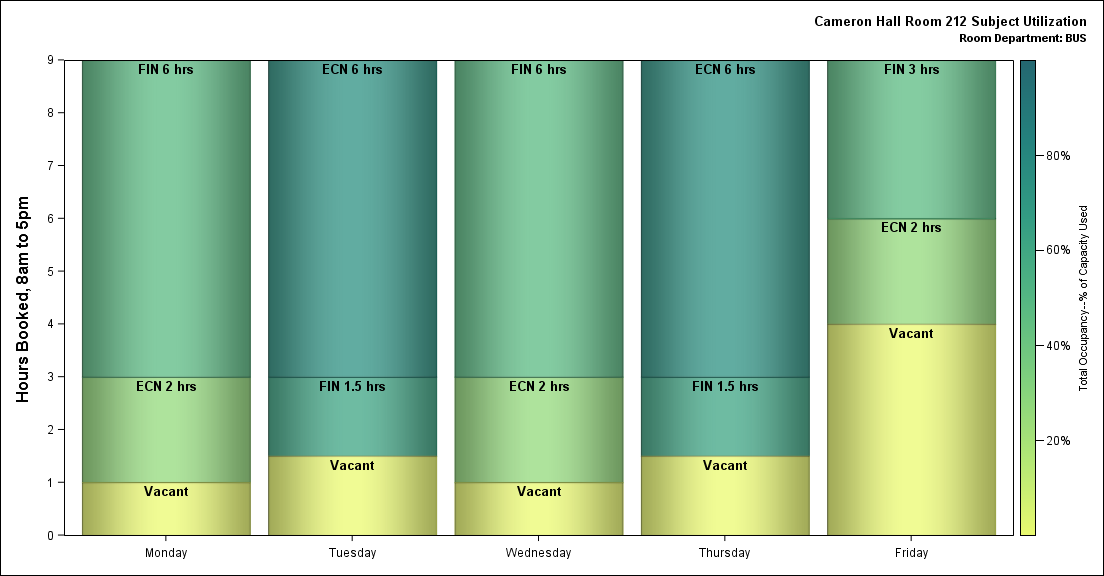 Cameron Hall Room 212 Subject Utilization
Room Department: BUS
Hours Booked, 8am to 5pm
9
8
7
6
5
4
3
2
1
0
FIN 6 hrs
ECN 2 hrs
Vacant
Monday
ECN 6 hrs
FIN 1.5 hrs
Vacant
Tuesday
FIN 6 hrs
ECN 2 hrs
Vacant
Wednesday
ECN 6 hrs
FIN 1.5 hrs
Vacant
Thursday
FIN 3 hrs
ECN 2 hrs
Vacant
Friday
80%
60%
40%
20%
Total Occupancy--% of Capacity Used